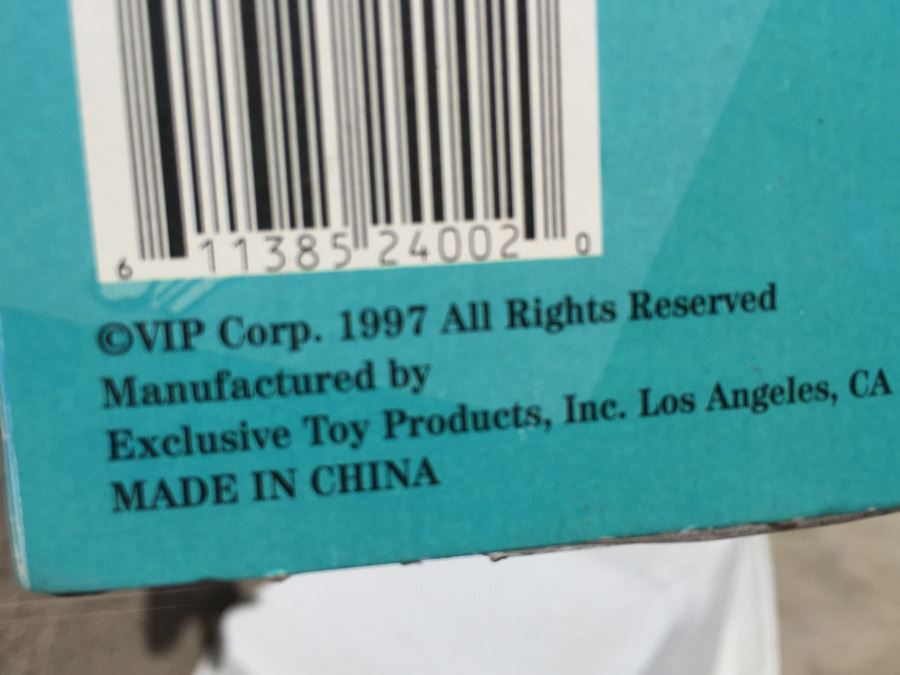 6 11385 24002 0
©VIP Corp. 1997 All Rights Reserved
Manufactured by
Exclusive Toy Products, Inc. Los Angeles, CA
MADE IN CHINA